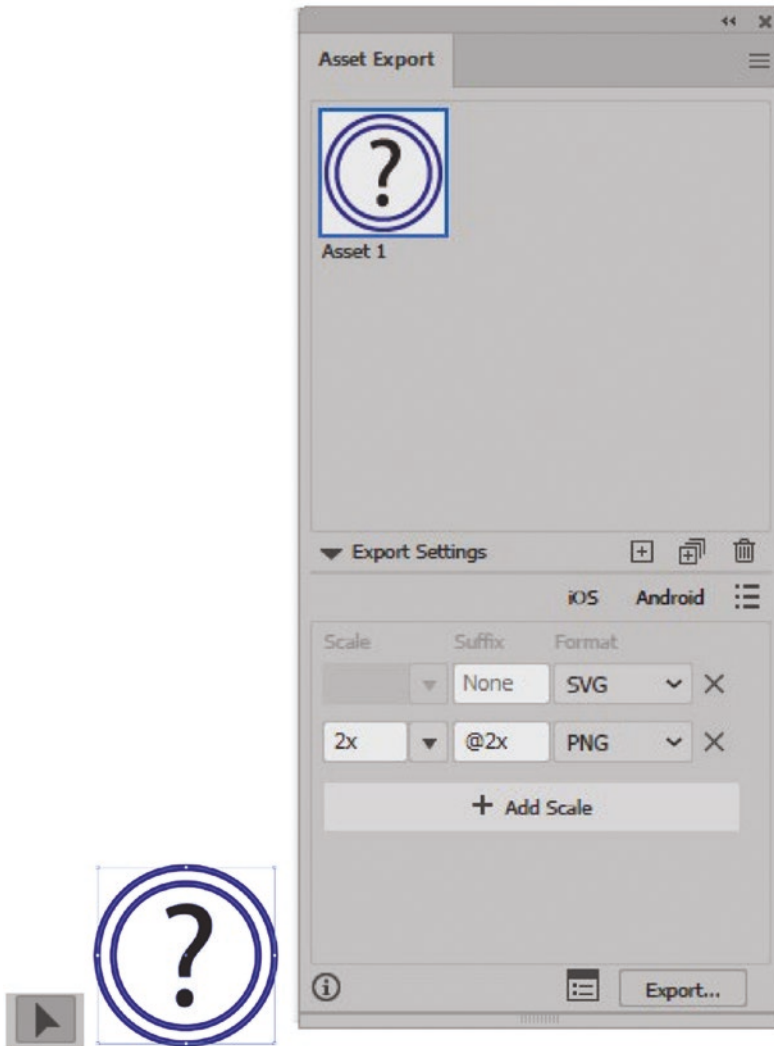 Asset Export
?
Asset 1
Export Settings
iOS Android
Scale Suffix Format
None SVG
2x @2x PNG
+ Add Scale
?
Export...